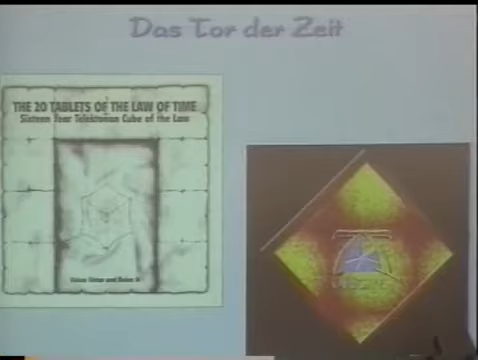 Das Tor der Zeit
THE 20 TABLETS OF THE LAW OF TIME
Sixteen Year Telektonon Cube of the Law